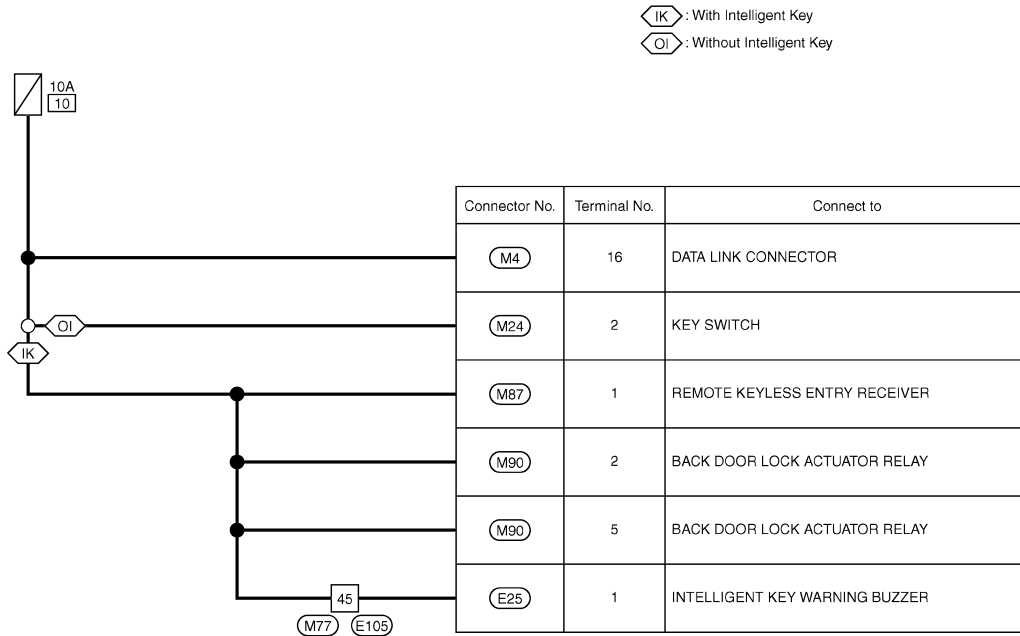 IK : With Intelligent Key
OI : Without Intelligent Key
10A
10
Connector No. Terminal No. Connect to
M4 16 DATA LINK CONNECTOR
OI M24 2 KEY SWITCH
IK
M87 1 REMOTE KEYLESS ENTRY RECEIVER
M90 2 BACK DOOR LOCK ACTUATOR RELAY
M90 5 BACK DOOR LOCK ACTUATOR RELAY
45 E25 1 INTELLIGENT KEY WARNING BUZZER
M77 E105